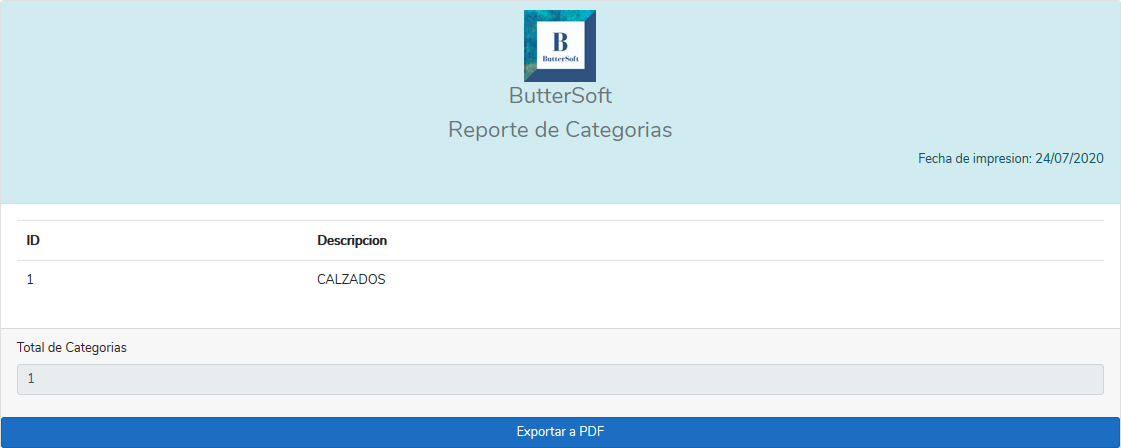 B
ButterSoft
ButterSoft
Reporte de Categorias
Fecha de impresion: 24/07/2020
ID Descripcion
1 CALZADOS
Total de Categorias
1
Exportar a PDF